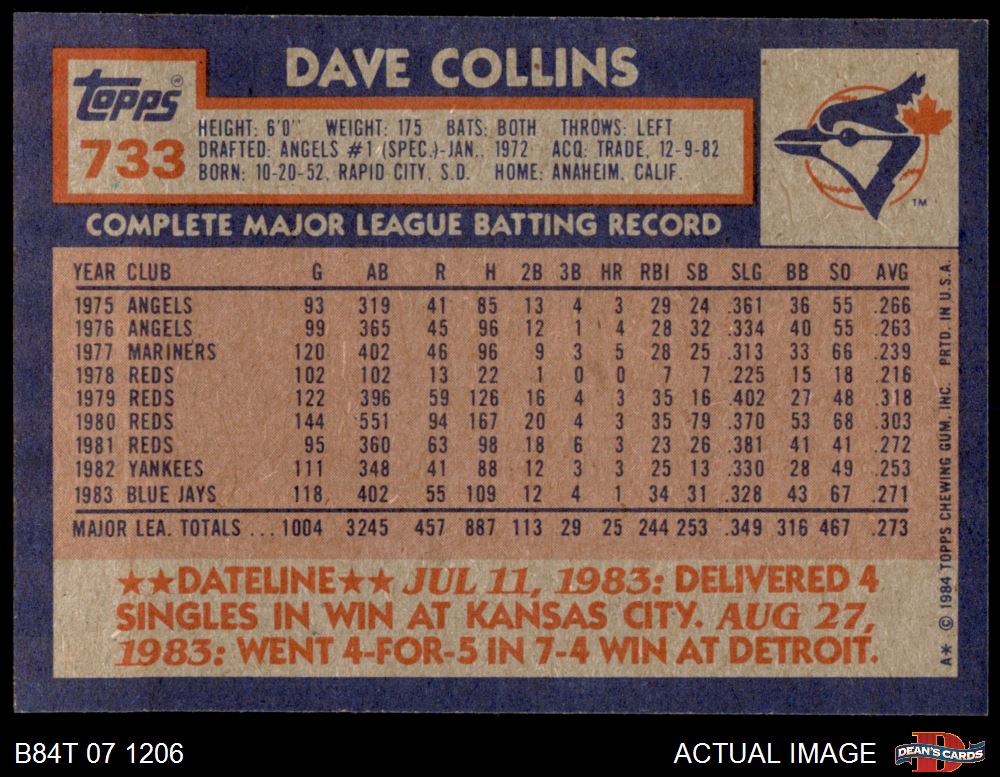 DAVE COLLINS
Topps®
733
HEIGHT: 6'0" WEIGHT: 175 BATS: BOTH THROWS: LEFT
DRAFTED: ANGELS #1 (SPEC.)-JAN., 1972 ACQ: TRADE, 12-9-82
BORN: 10-20-52, RAPID CITY, S.D. HOME: ANAHEIM, CALIF.
TM
COMPLETE MAJOR LEAGUE BATTING RECORD
YEAR CLUB G AB R H 2B 3B HR RBI SB SLG BB SO AVG
1975 ANGELS 93 319 41 85 13 4 3 29 24 .361 36 55 .266
1976 ANGELS 99 365 45 96 12 1 4 28 32 .334 40 55 .263
1977 MARINERS 120 402 46 96 9 3 5 28 25 .313 33 66 .239
1978 REDS 102 102 13 22 1 0 0 7 7 .225 15 18 .216
1979 REDS 122 396 59 126 16 4 3 35 16 .402 27 48 .318
1980 REDS 144 551 94 167 20 4 3 35 79 .370 53 68 .303
1981 REDS 95 360 63 98 18 6 3 23 26 .381 41 41 .272
1982 YANKEES 111 348 41 88 12 3 3 25 13 .330 28 49 .253
1983 BLUE JAYS 118 402 55 109 12 4 1 34 31 .328 43 67 .271
MAJOR LEA. TOTALS ... 1004 3245 457 887 113 29 25 244 253 .349 316 467 .273
★★DATELINE★★ JUL 11, 1983: DELIVERED 4
SINGLES IN WIN AT KANSAS CITY. AUG 27,
1983: WENT 4-FOR-5 IN 7-4 WIN AT DETROIT.
A* © 1984 TOPPS CHEWING GUM, INC. PRTD. IN U.S.A.
B84T 07 1206
ACTUAL IMAGE
DEAN'S CARDS